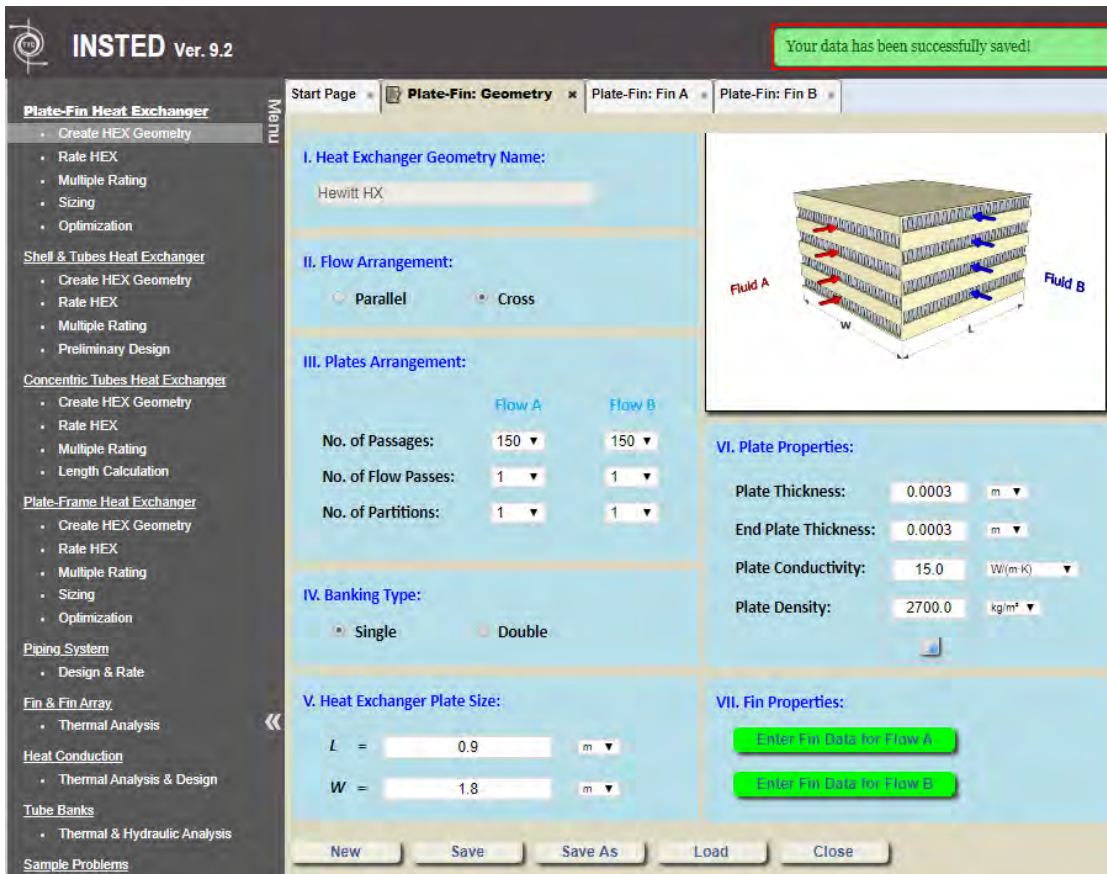 TTC
INSTED Ver. 9.2
Your data has been successfully saved!
Menu
Plate-Fin Heat Exchanger
Create HEX Geometry
Rate HEX
Multiple Rating
Sizing
Optimization
Shell & Tubes Heat Exchanger
Create HEX Geometry
Rate HEX
Multiple Rating
Preliminary Design
Concentric Tubes Heat Exchanger
Create HEX Geometry
Rate HEX
Multiple Rating
Length Calculation
Plate-Frame Heat Exchanger
Create HEX Geometry
Rate HEX
Multiple Rating
Sizing
Optimization
Piping System
Design & Rate
Fin & Fin Array
Thermal Analysis
Heat Conduction
Thermal Analysis & Design
Tube Banks
Thermal & Hydraulic Analysis
Sample Problems
Start Page Plate-Fin: Geometry Plate-Fin: Fin A Plate-Fin: Fin B
I. Heat Exchanger Geometry Name:
Hewitt HX
II. Flow Arrangement:
Parallel Cross
III. Plates Arrangement:
Flow A Flow B
No. of Passages: 150 150
No. of Flow Passes: 1 1
No. of Partitions: 1 1
IV. Banking Type:
Single Double
V. Heat Exchanger Plate Size:
L = 0.9 m
W = 1.8 m
Fluid A
Fluid B
W
L
VI. Plate Properties:
Plate Thickness: 0.0003 m
End Plate Thickness: 0.0003 m
Plate Conductivity: 15.0 W/(m·K)
Plate Density: 2700.0 kg/m³
VII. Fin Properties:
Enter Fin Data for Flow A
Enter Fin Data for Flow B
New Save Save As Load Close